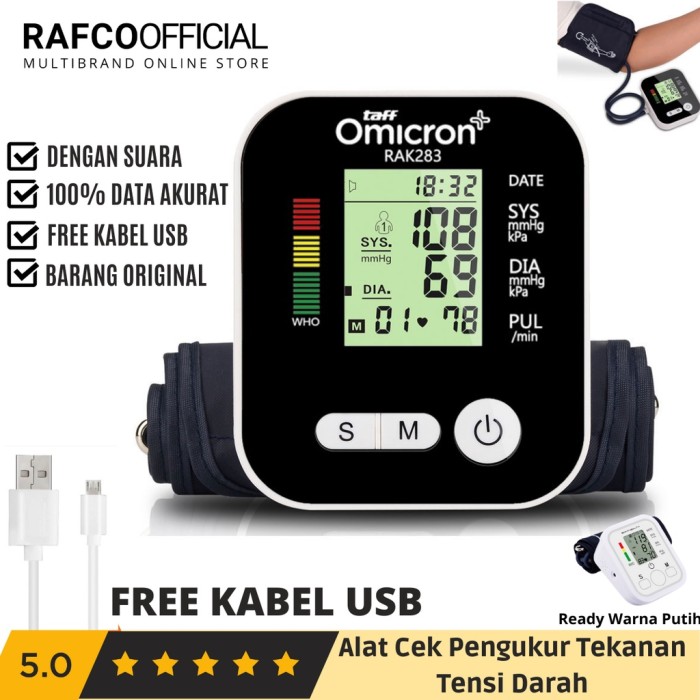 RAFCOOFFICIAL
MULTIBRAND ONLINE STORE
DENGAN SUARA
100% DATA AKURAT
FREE KABEL USB
BARANG ORIGINAL
taff
Omicron+
RAK283
18:32
DATE
1
108
SYS.
mmHg
SYS
mmHg
kPa
69
DIA.
DIA
mmHg
kPa
WHO
M 01 ♥ 78
PUL
/min
S
M
FREE KABEL USB
Ready Warna Putih
5.0
Alat Cek Pengukur Tekanan
Tensi Darah